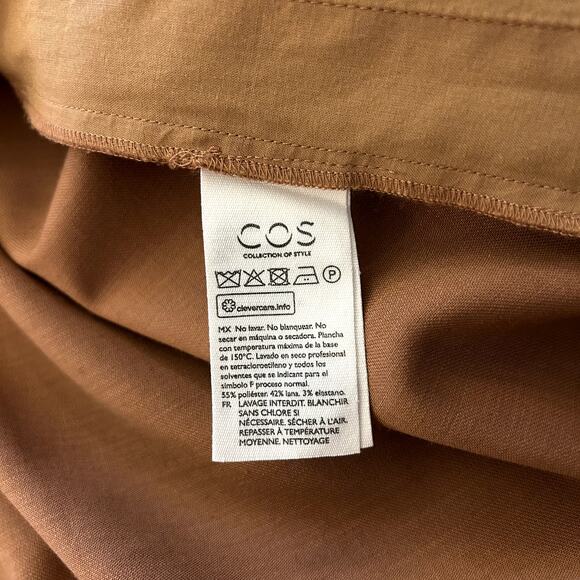 COS
COLLECTION OF STYLE
P
clevercare.info
MX No lavar. No blanquear. No
secar en máquina o secadora. Plancha
con temperatura máxima de la base
de 150°C. Lavado en seco profesional
en tetracloroetileno y todos los
solventes que se indicant para el
símbolo F proceso normal.
55% poliéster. 42% lana. 3% elastano.
FR. LAVAGE INTERDIT. BLANCHIR
SANS CHLORE SI
NÉCESSAIRE. SÉCHER À L'AIR.
REPASSER À TEMPÉRATURE
MOYENNE. NETTOYAGE